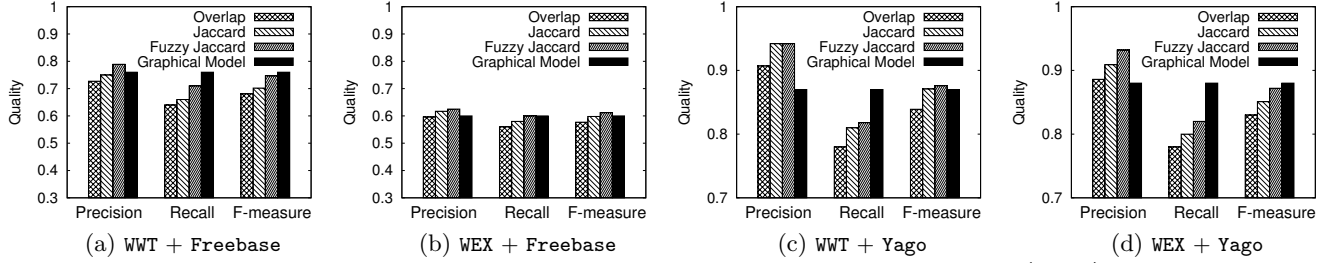 1
0.9
0.8
0.7
0.6
0.5
0.4
0.3
Quality
Overlap
Jaccard
Fuzzy Jaccard
Graphical Model
Precision Recall F-measure
(a) WWT + Freebase
1
0.9
0.8
0.7
0.6
0.5
0.4
0.3
Quality
Overlap
Jaccard
Fuzzy Jaccard
Graphical Model
Precision Recall F-measure
(b) WEX + Freebase
1
0.9
0.8
0.7
Quality
Overlap
Jaccard
Fuzzy Jaccard
Graphical Model
Precision Recall F-measure
(c) WWT + Yago
1
0.9
0.8
0.7
Quality
Overlap
Jaccard
Fuzzy Jaccard
Graphical Model
Precision Recall F-measure
(d) WEX + Yago